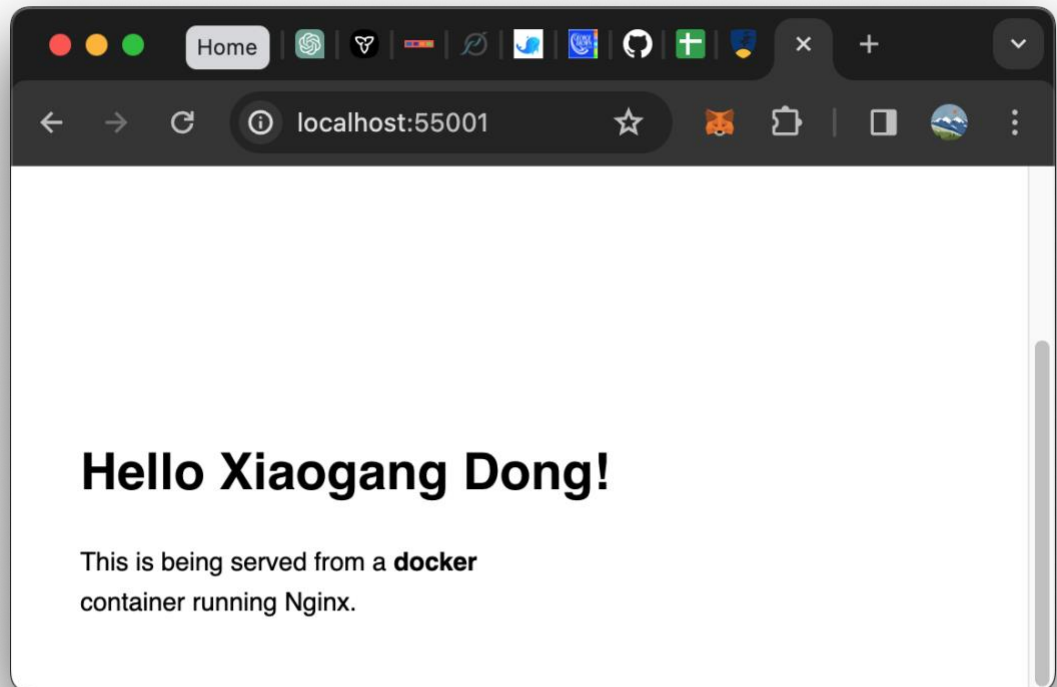 Home
localhost:55001
Hello Xiaogang Dong!
This is being served from a docker
container running Nginx.